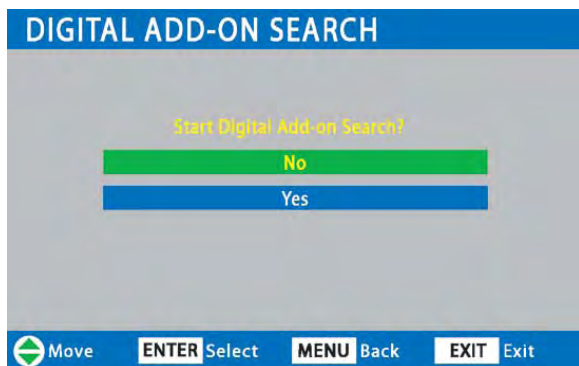 DIGITAL ADD-ON SEARCH
Start Digital Add-on Search?
No
Yes
Move ENTER Select MENU Back EXIT Exit